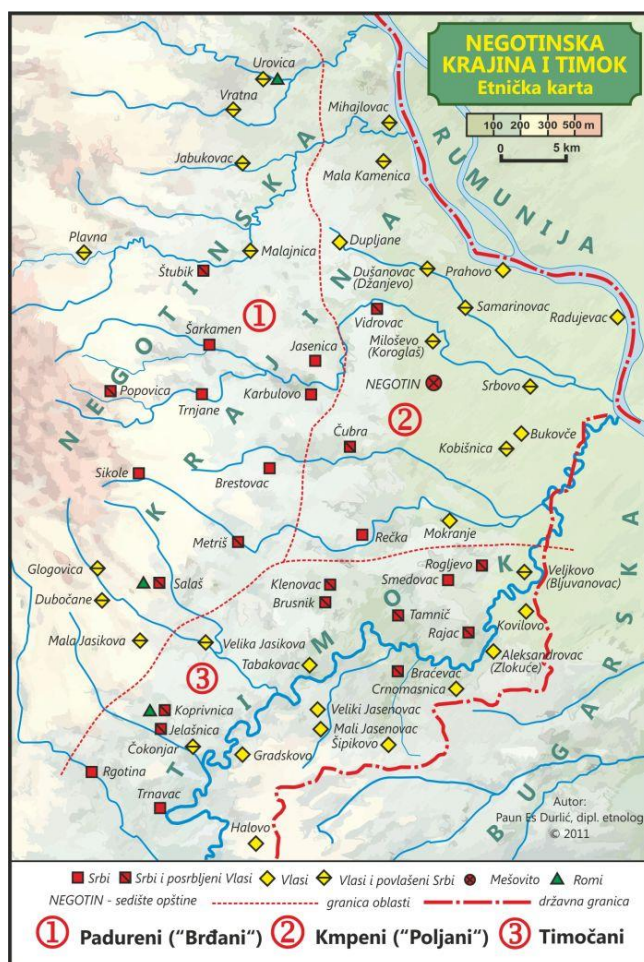 NEGOTINSKA
KRAJINA I TIMOK
Etnička karta
100 200 300 500 m
0 5 km
Urovica
Vratna
Mihajlovac
Jabukovac
Mala Kamenica
RUMUNIJA
NEGOTINSKA
KRAJINA
Plavna
Malajnica
Dupljane
Štubik
Dušanovac
(Džanjevo)
Prahovo
Samarinovac
Radujevac
1
Vidrovac
Šarkamen
Jasenica
Miloševo
(Koroglaš)
NEGOTIN
Srbovo
Popovica
Trnjane
Karbulovo
2
Bukovče
Čubra
Kobišnica
Sikole
Brestovac
Mokranje
Metriš
Rečka
Rogljevo
Glogovica
Salaš
Klenovac
Smedovac
Veljkovo
(Bljuvanovac)
Dubočane
Brusnik
Tamnič
Kovilovo
Mala Jasikova
Velika Jasikova
Rajac
TIMOK
Tabakovac
Aleksandrovac
(Zlokuće)
3
Braćevac
Crnomasnica
Koprivnica
Veliki Jasenovac
Jelašnica
Mali Jasenovac
Šipikovo
Čokonjar
Gradskovo
BUGARSKA
Rgotina
Trnavac
Halovo
Autor:
Paun Es Durlić, dipl. etnolog
© 2011
Srbi Srbi i posrbljeni Vlasi Vlasi Vlasi i povlašeni Srbi Mešovito Romi
NEGOTIN - sedište opštine granica oblasti državna granica
1 Padureni (“Brđani“) 2 Kmpeni (“Poljani“) 3 Timočani